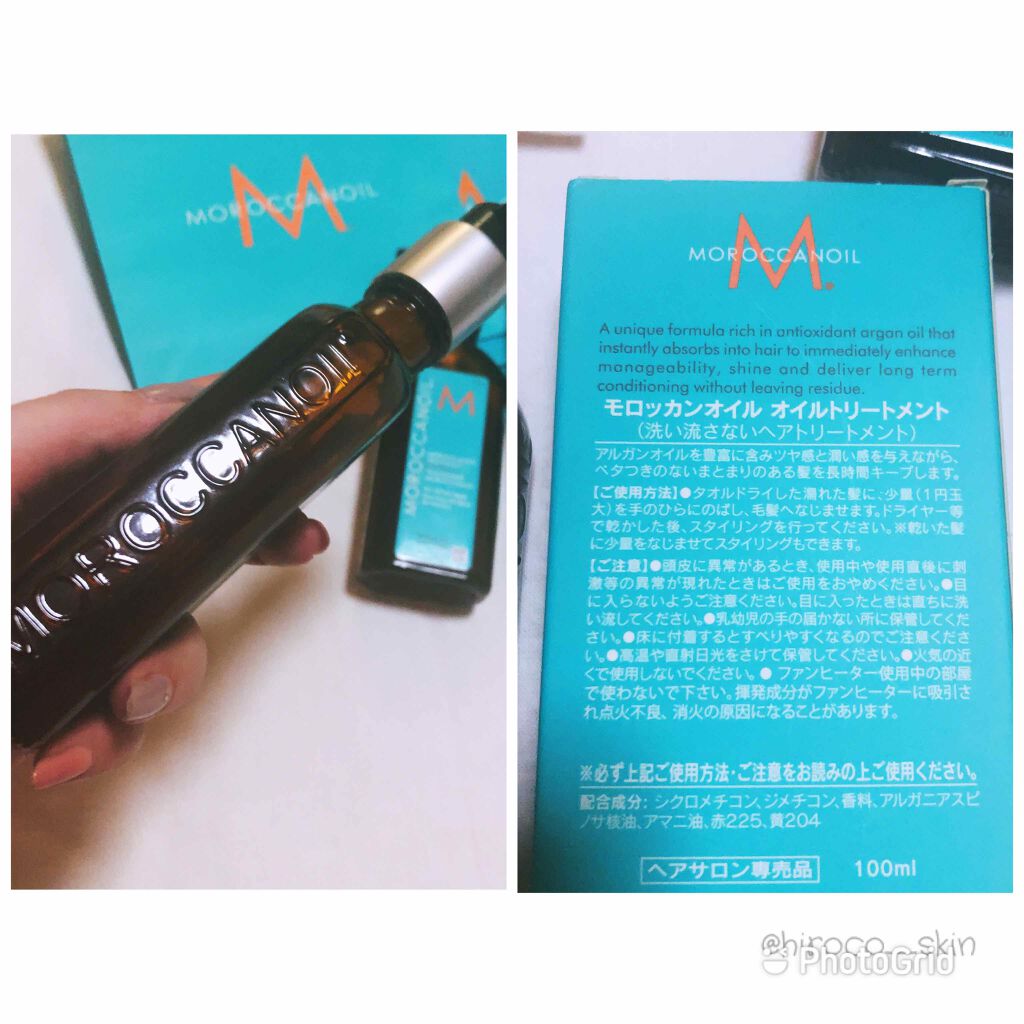 MOROCCANOIL
M
MOROCCANOIL
M
MOROCCANOIL
M
MOROCCANOIL
A unique formula rich in antioxidant argan oil that
instantly absorbs into hair to immediately enhance
manageability, shine and deliver long term
conditioning without leaving residue.
モロッカンオイル オイルトリートメント
(洗い流さないヘアトリートメント)
アルガンオイルを豊富に含みツヤ感と潤い感を与えながら、
ベタつきのないまとまりのある髪を長時間キープします。
【ご使用方法】●タオルドライした濡れた髪に、少量(1円玉
大)を手のひらにのばし、毛髪へなじませます。ドライヤー等
で乾かした後、スタイリングを行ってください。※乾いた髪
に少量をなじませてスタイリングもできます。
【ご注意】●頭皮に異常があるとき、使用中や使用直後に刺
激等の異常が現れたときはご使用をおやめください。●目
に入らないようご注意ください。目に入ったときは直ちに洗
い流してください。●乳幼児の手の届かない所に保管してくだ
さい。●床に付着するとすべりやすくなるのでご注意くださ
い。●高温や直射日光をさけて保管してください。●火気の近
くで使用しないでください。● ファンヒーター使用中の部屋
で使わないで下さい。揮発成分がファンヒーターに吸引さ
れ点火不良、消火の原因になることがあります。
※必ず上記ご使用方法・ご注意をお読みの上ご使用ください。
配合成分: シクロメチコン、ジメチコン、香料、アルガニアスピ
ノサ核油、アマニ油、赤225、黄204
ヘアサロン専売品 100ml
@hiroco__skin
PhotoGrid